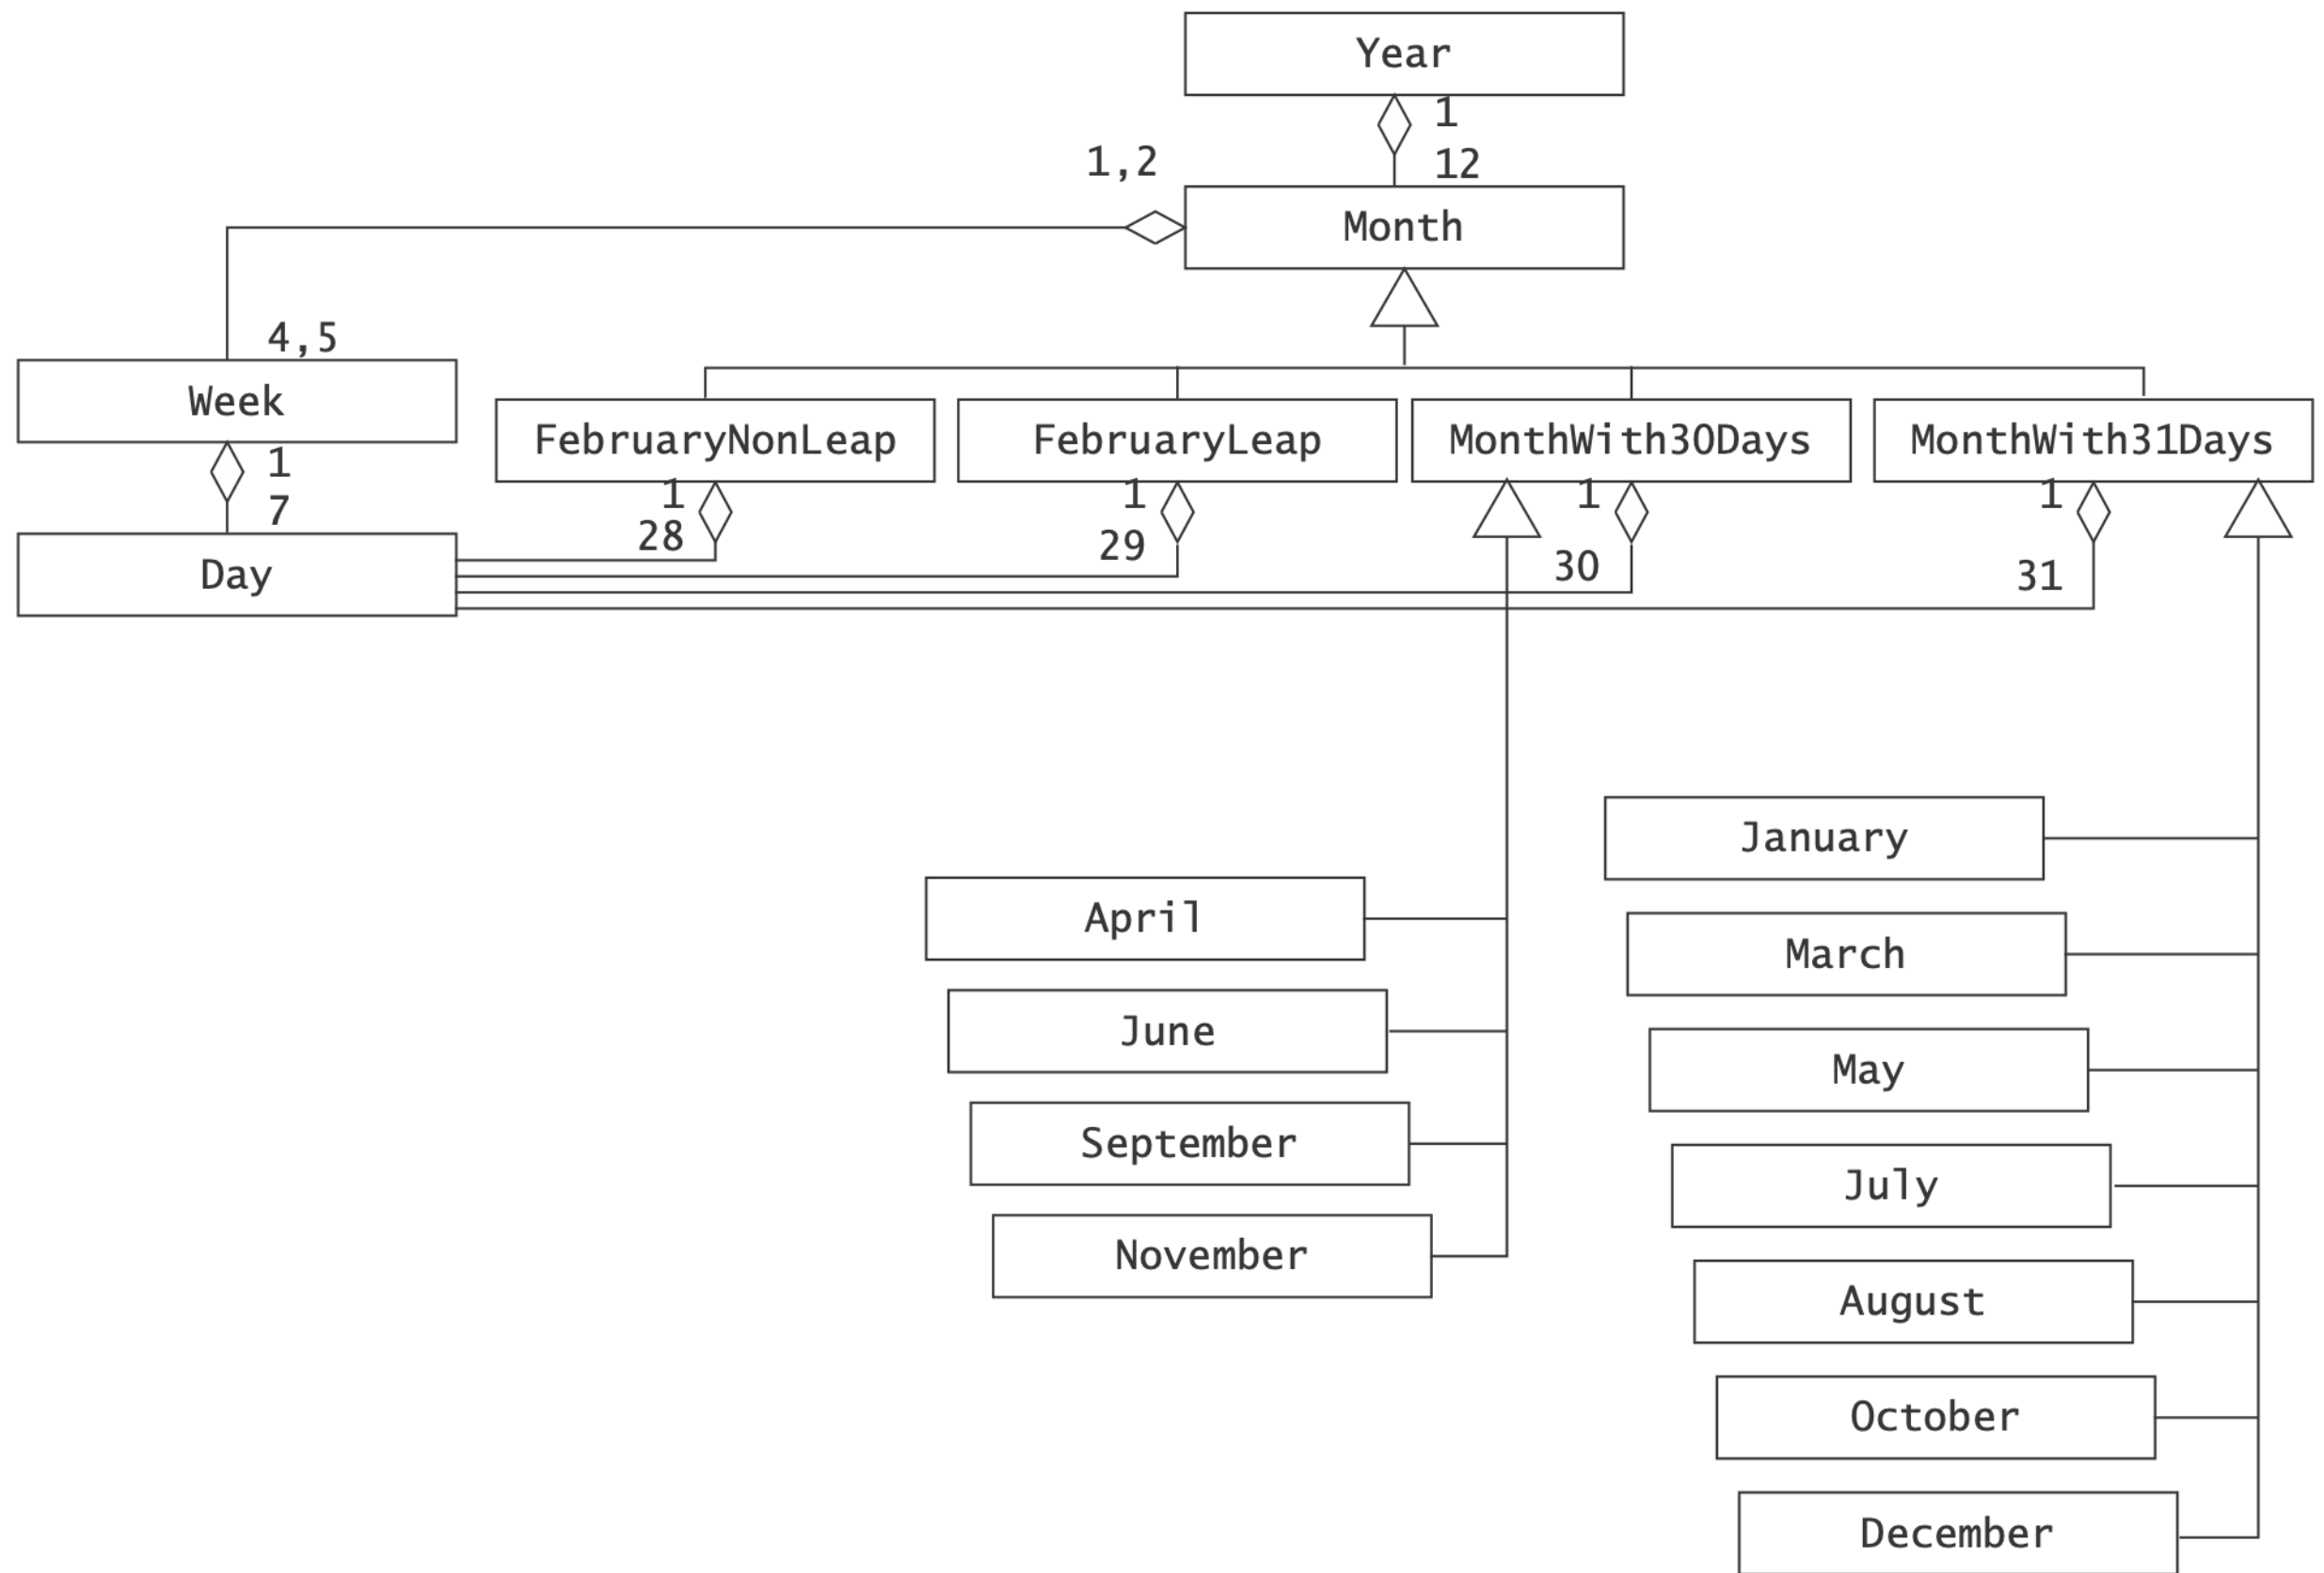 Year
1
12
1,2
Month
4,5
Week
1
7
Day
FebruaryNonLeap
1
28
FebruaryLeap
1
29
MonthWith30Days
1
30
MonthWith31Days
1
31
April
June
September
November
January
March
May
July
August
October
December